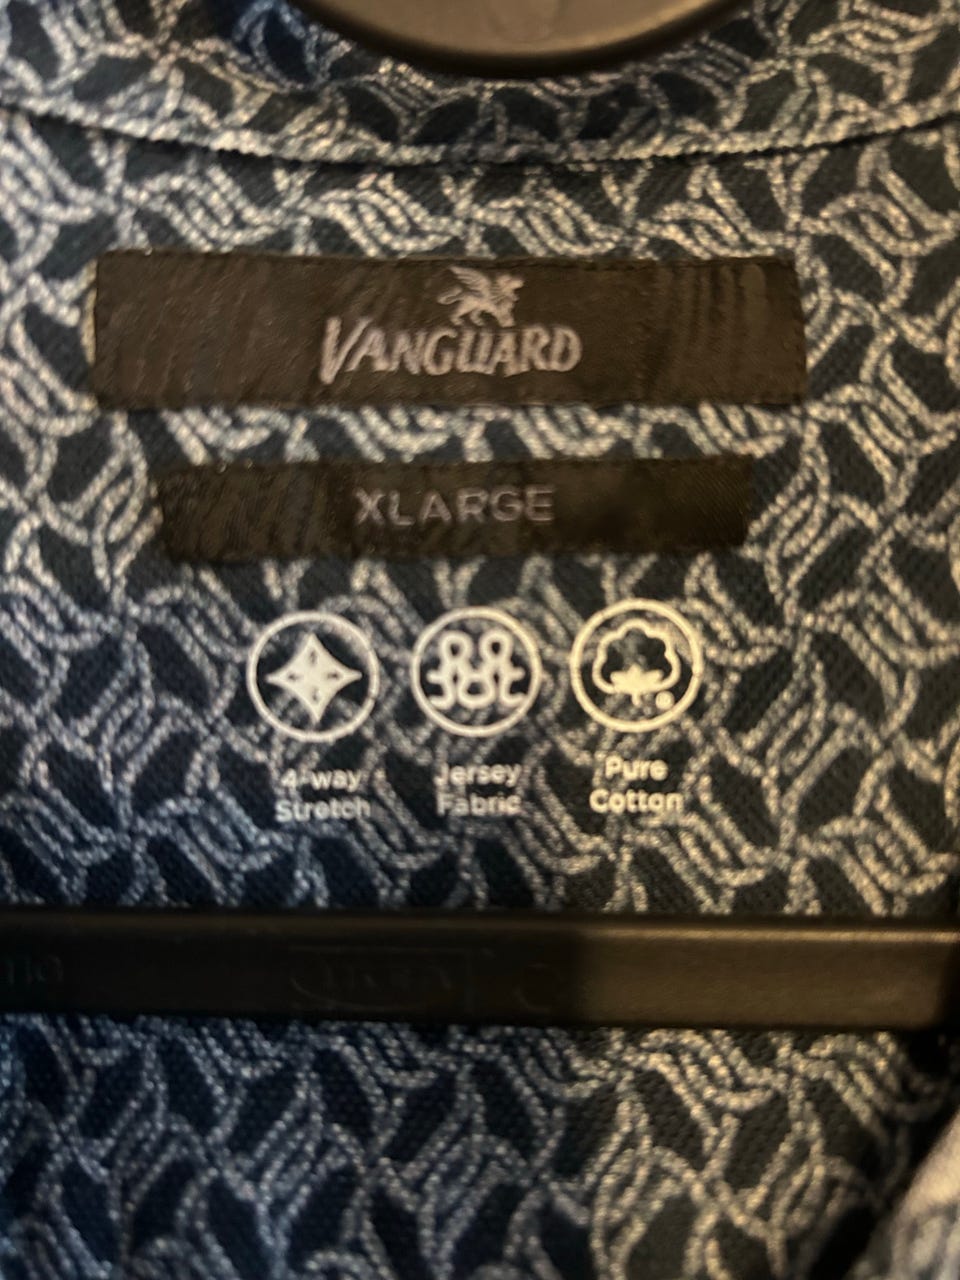 VANGUARD
XLARGE
4-way
Stretch
Jersey
Fabric
Pure
Cotton